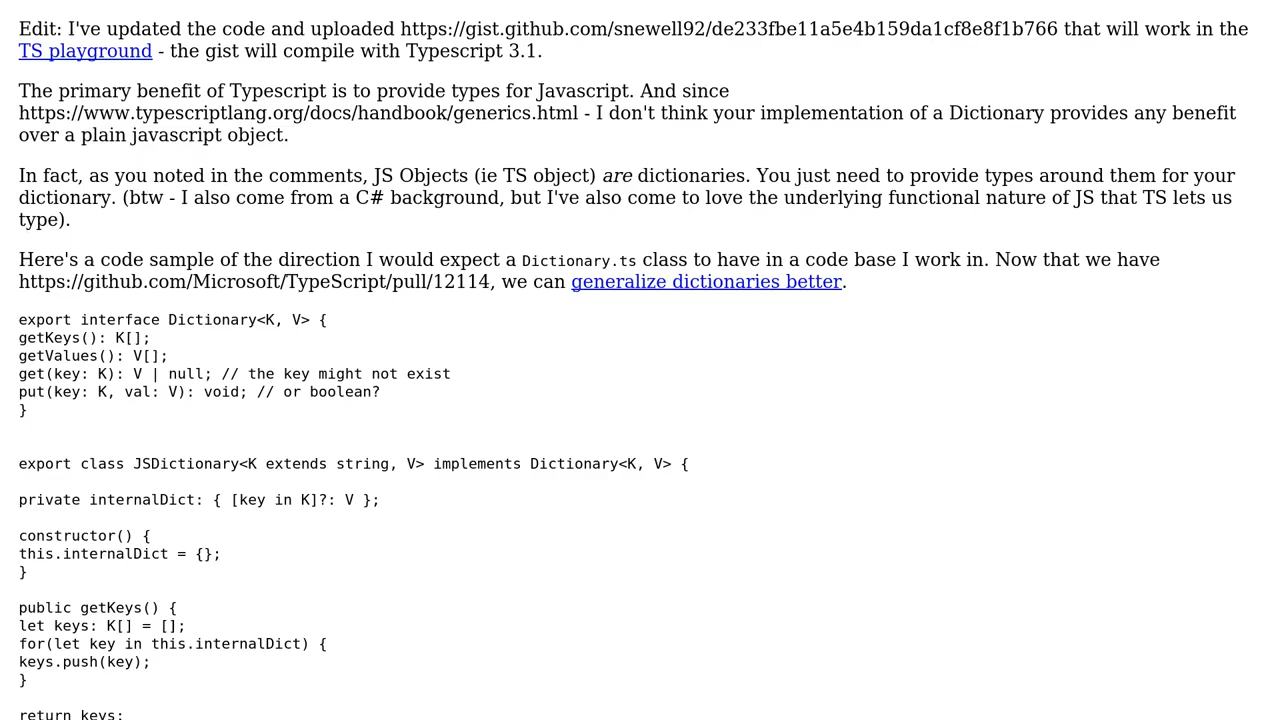 Edit: I've updated the code and uploaded https://gist.github.com/snewell92/de233fbe11a5e4b159da1cf8e8f1b766 that will work in the
TS playground - the gist will compile with Typescript 3.1.
The primary benefit of Typescript is to provide types for Javascript. And since
https://www.typescriptlang.org/docs/handbook/generics.html - I don't think your implementation of a Dictionary provides any benefit
over a plain javascript object.
In fact, as you noted in the comments, JS Objects (ie TS object) are dictionaries. You just need to provide types around them for your
dictionary. (btw - I also come from a C# background, but I've also come to love the underlying functional nature of JS that TS lets us
type).
Here's a code sample of the direction I would expect a Dictionary.ts class to have in a code base I work in. Now that we have
https://github.com/Microsoft/TypeScript/pull/12114, we can generalize dictionaries better.
export interface Dictionary<K, V> {
getKeys(): K[];
getValues(): V[];
get(key: K): V | null; // the key might not exist
put(key: K, val: V): void; // or boolean?
}
export class JSDictionary<K extends string, V> implements Dictionary<K, V> {
private internalDict: { [key in K]?: V };
constructor() {
this.internalDict = {};
}
public getKeys() {
let keys: K[] = [];
for(let key in this.internalDict) {
keys.push(key);
}
return keys;